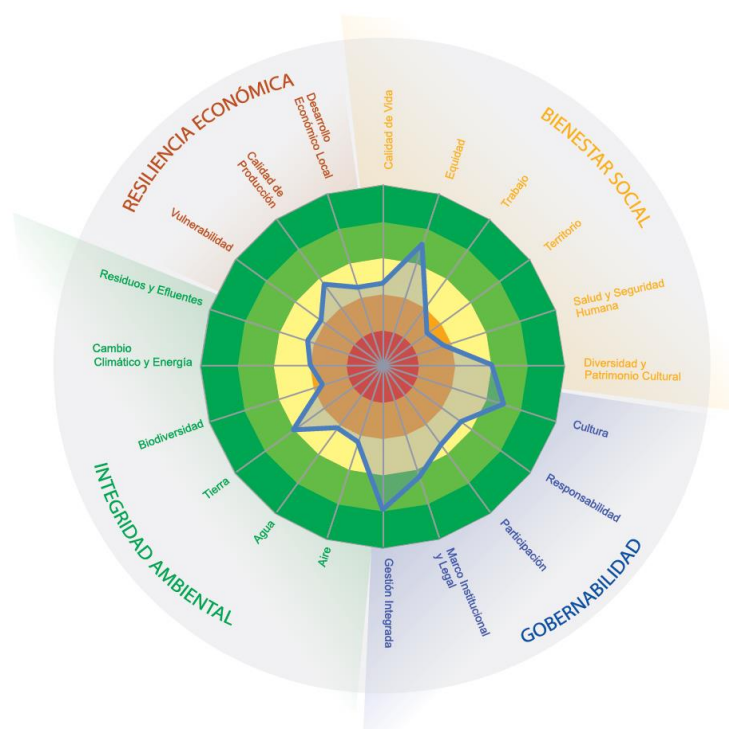 RESILIENCIA ECONÓMICA
Desarrollo
Económico Local
Calidad de
Producción
Vulnerabilidad
BIENESTAR SOCIAL
Calidad de Vida
Equidad
Trabajo
Territorio
Salud y Seguridad
Humana
Diversidad y
Patrimonio Cultural
GOBERNABILIDAD
Cultura
Responsabilidad
Participación
Marco Institucional
y Legal
Gestión Integrada
INTEGRIDAD AMBIENTAL
Aire
Agua
Tierra
Biodiversidad
Cambio
Climático y Energía
Residuos y Efluentes